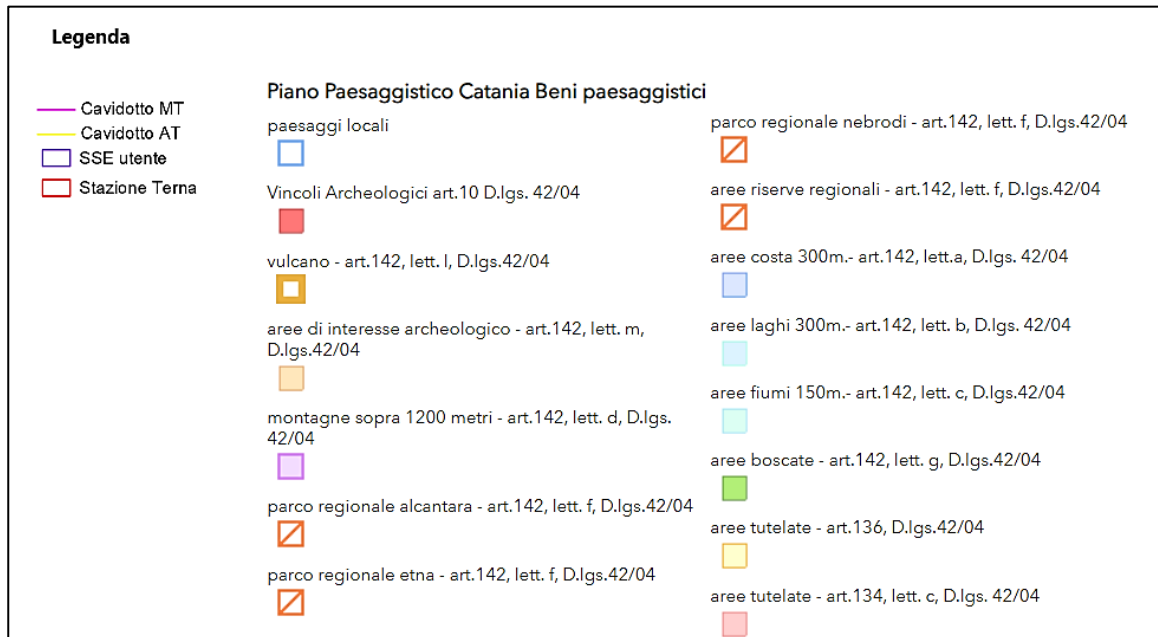 Legenda
Cavidotto MT
Cavidotto AT
SSE utente
Stazione Terna
Piano Paesaggistico Catania Beni paesaggistici
paesaggi locali
Vincoli Archeologici art.10 D.lgs. 42/04
vulcano - art.142, lett. l, D.lgs.42/04
aree di interesse archeologico - art.142, lett. m,
D.lgs.42/04
montagne sopra 1200 metri - art.142, lett. d, D.lgs.
42/04
parco regionale alcantara - art.142, lett. f, D.lgs.42/04
parco regionale etna - art.142, lett. f, D.lgs.42/04
parco regionale nebrodi - art.142, lett. f, D.lgs.42/04
aree riserve regionali - art.142, lett. f, D.lgs.42/04
aree costa 300m.- art.142, lett.a, D.lgs. 42/04
aree laghi 300m.- art.142, lett. b, D.lgs. 42/04
aree fiumi 150m.- art.142, lett. c, D.lgs.42/04
aree boscate - art.142, lett. g, D.lgs.42/04
aree tutelate - art.136, D.lgs.42/04
aree tutelate - art.134, lett. c, D.lgs. 42/04